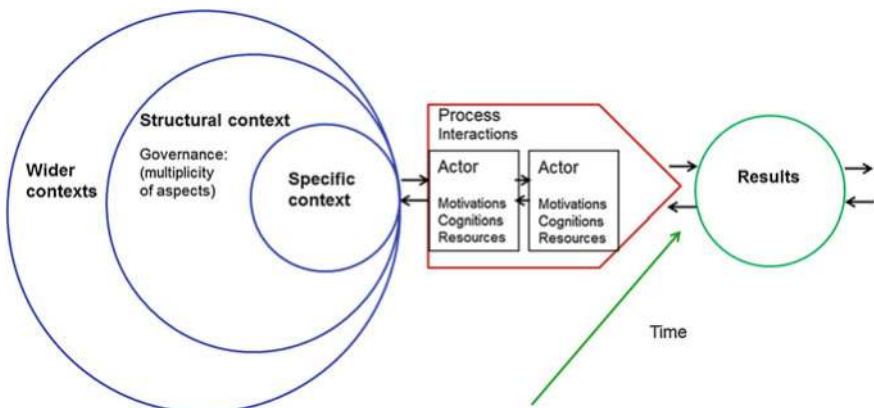 Wider
contexts
Structural context
Governance:
(multiplicity
of aspects)
Specific
context
Process
Interactions
Actor
Motivations
Cognitions
Resources
Actor
Motivations
Cognitions
Resources
Results
Time